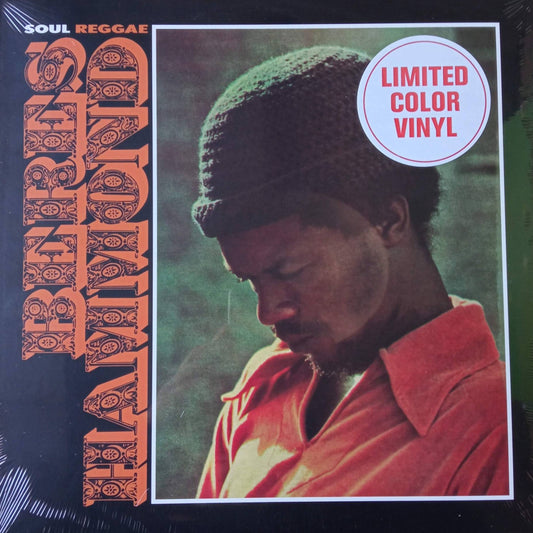 SOUL REGGAE
BERES
HAMMOND
LIMITED
COLOR
VINYL